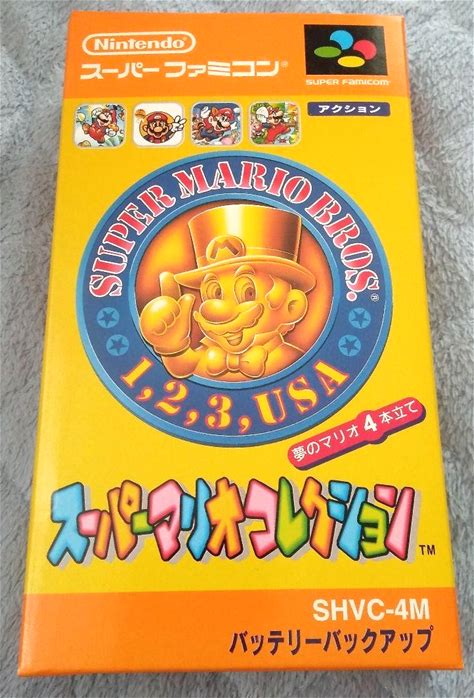 Nintendo®
スーパーファミコン®
SUPER FAMICOM
アクション
SUPER MARIO BROS.®
1,2,3,USA
夢のマリオ4本立て
スーパーマリオコレクション™
SHVC-4M
バッテリーバックアップ